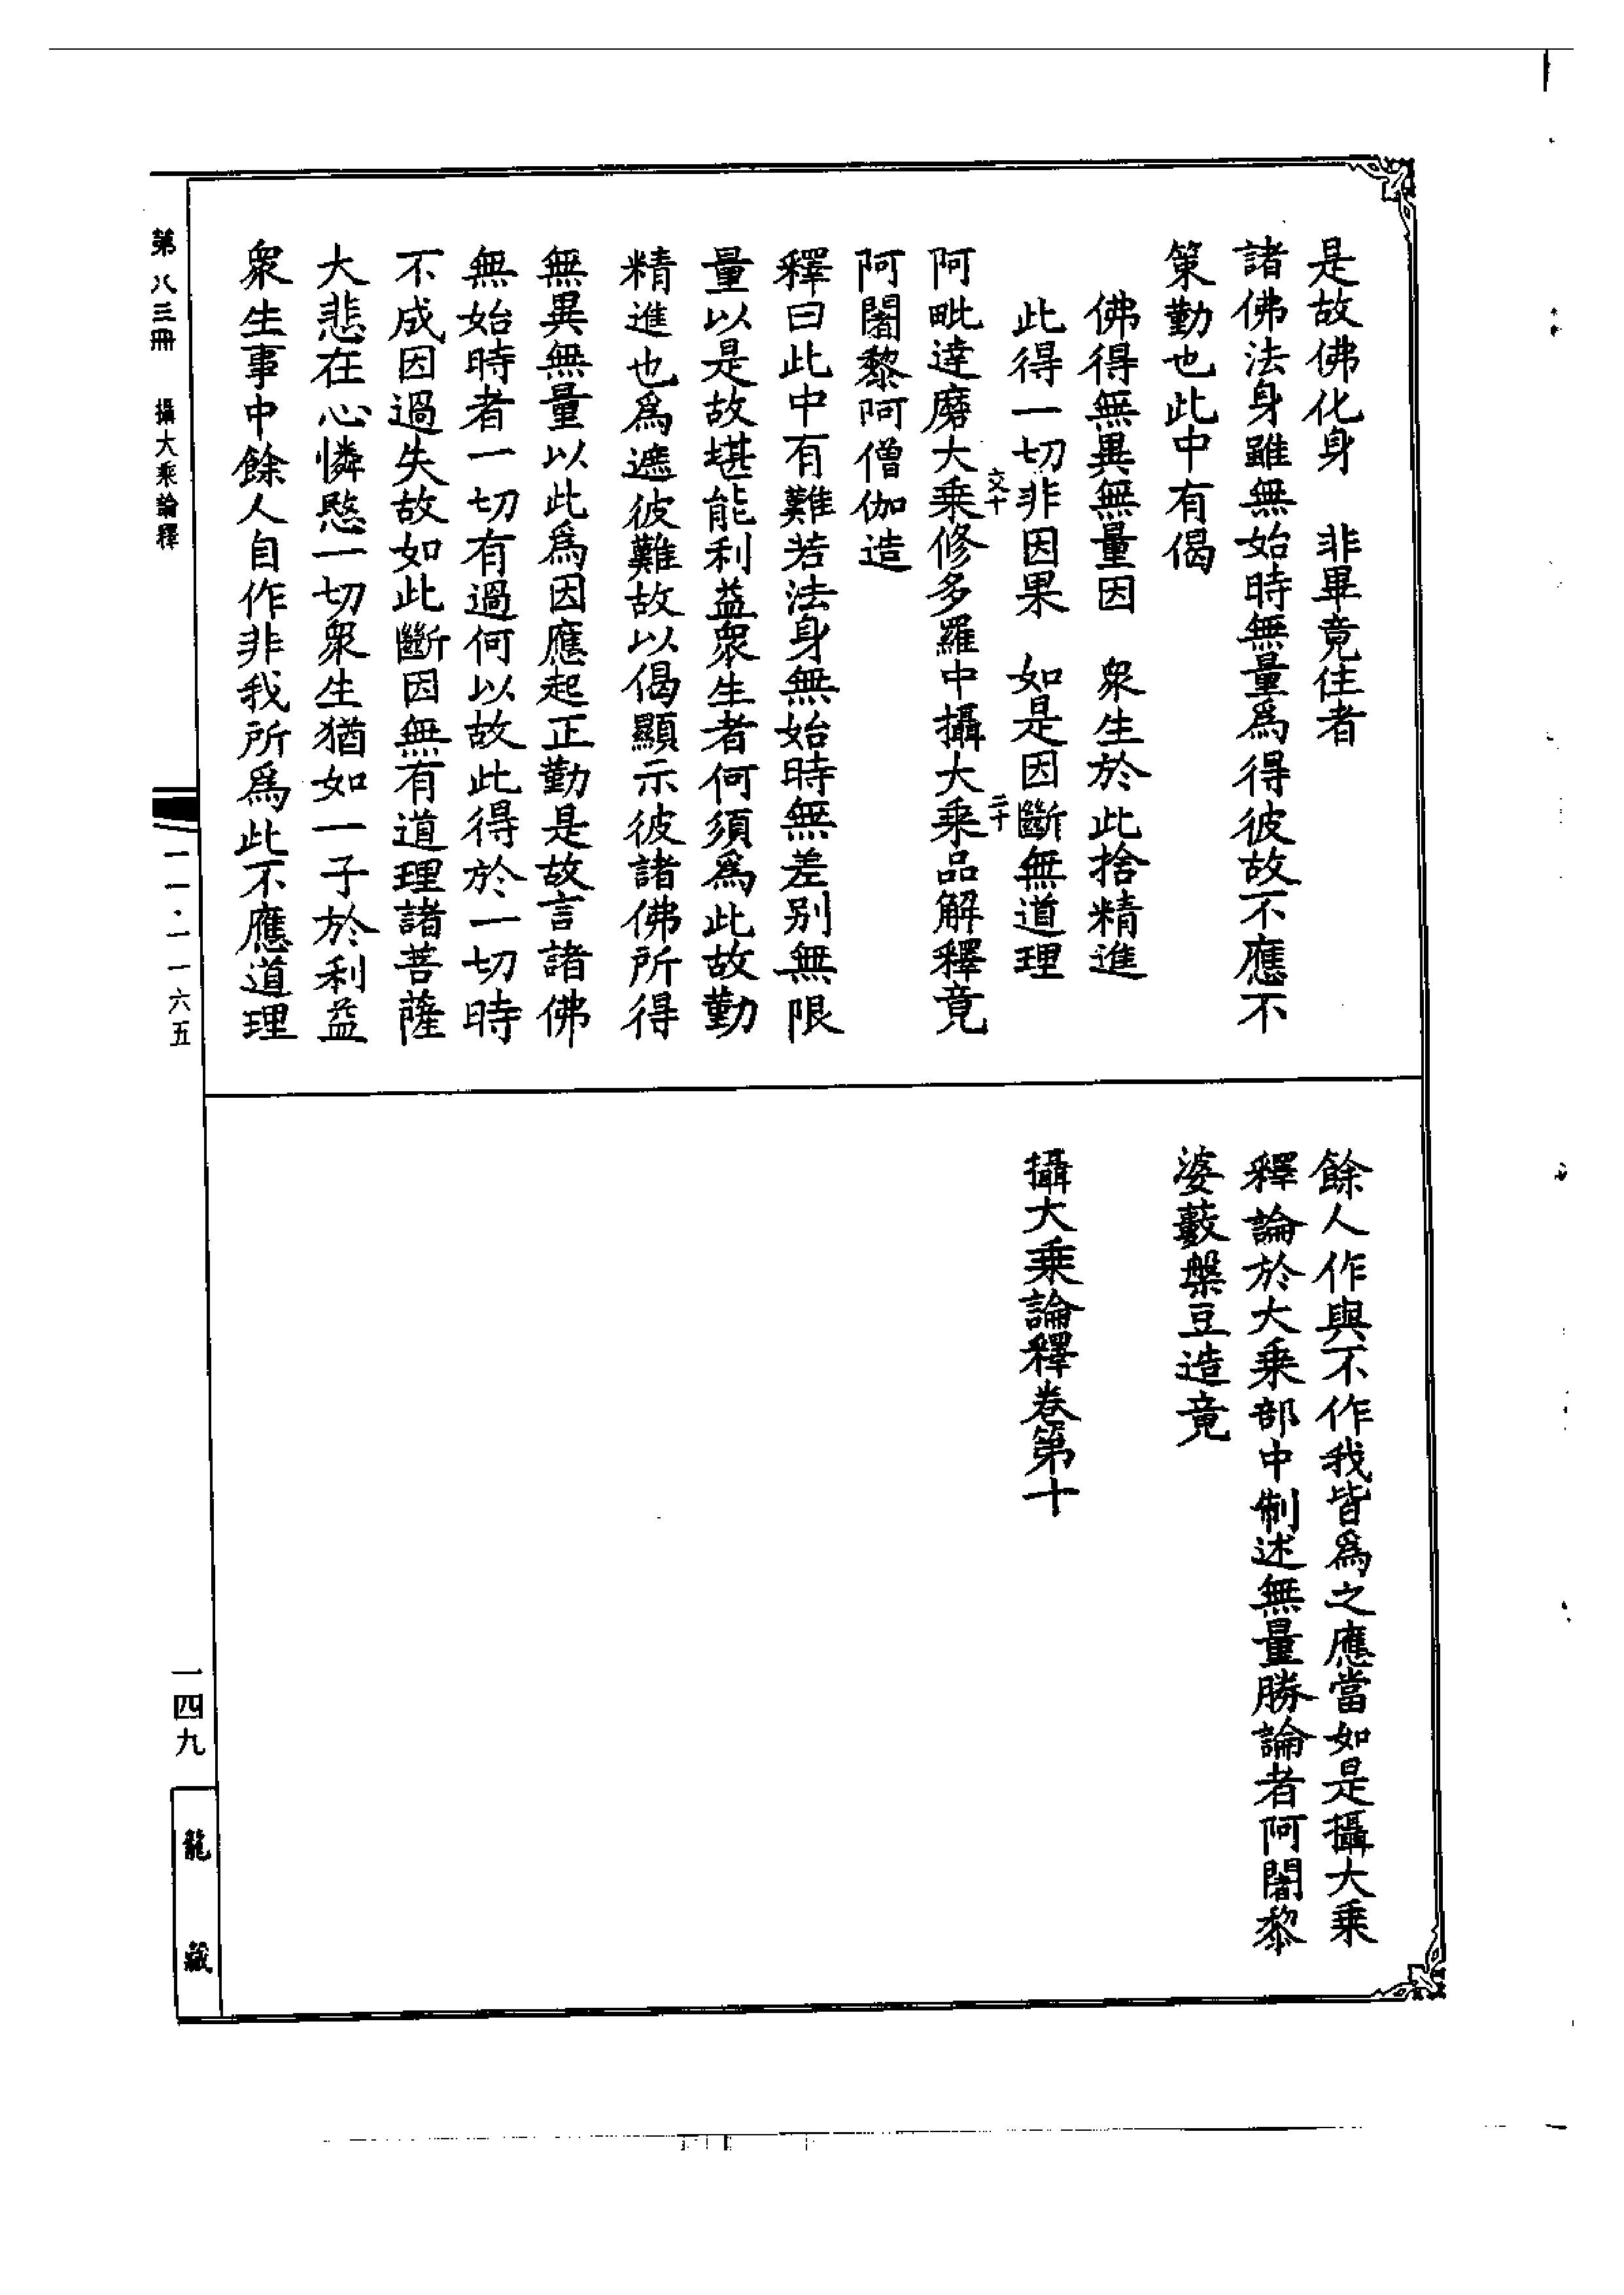 是故佛化身　非畢竟住者
諸佛法身雖無始時無量為得彼故不應不
策勤也此中有偈
佛得無異無量因　眾生於此捨精進
此得一切非因果　如是因斷無道理
交十
二十
阿毗達磨大乘修多羅中攝大乘品解釋竟
阿闍黎阿僧伽造
釋曰此中有難若法身無始時無差別無限
量以是故堪能利益眾生者何須為此故勤
精進也為遮彼難故以偈顯示彼諸佛所得
無異無量以此為因應起正勤是故言諸佛
無始時者一切有過何以故此得於一切時
不成因過失故如此斷因無有道理諸菩薩
大悲在心憐愍一切眾生猶如一子於利益
眾生事中餘人自作非我所為此不應道理
餘人作與不作我皆為之應當如是攝大乘
釋論於大乘部中制述無量勝論者阿闍黎
婆藪槃豆造竟
攝大乘論釋卷第十
第八三冊　攝大乘論釋
一一·一一六五
一四九
龍藏